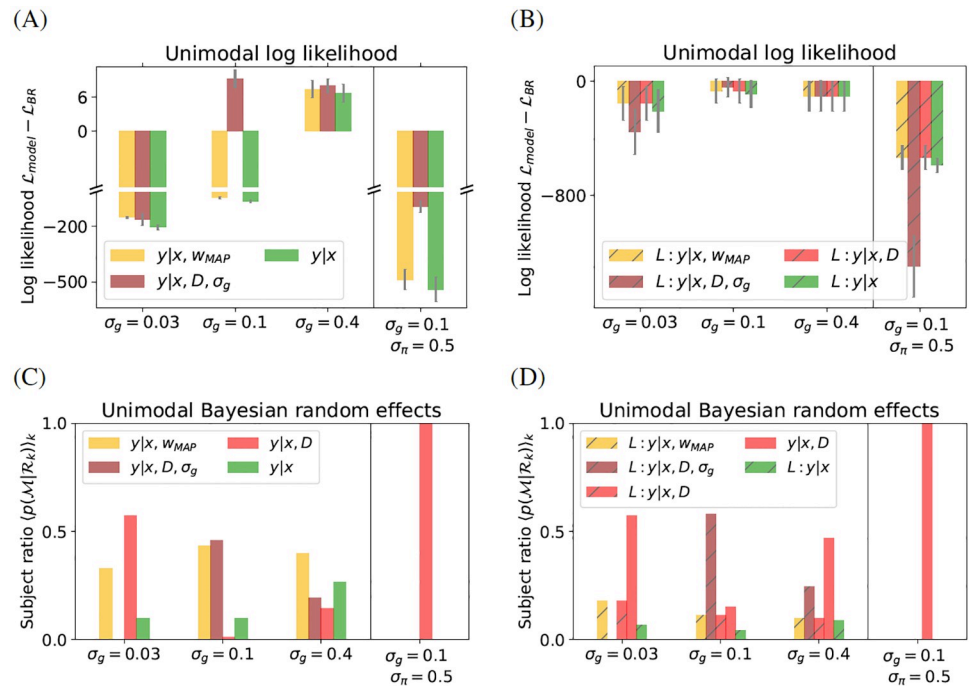 (A)
Unimodal log likelihood
Log likelihood ℒ_model − ℒ_BR
6
0
−200
−500
y|x, w_MAP
y|x, D, σ_g
y|x
σ_g = 0.03
σ_g = 0.1
σ_g = 0.4
σ_g = 0.1
σ_π = 0.5
(B)
Unimodal log likelihood
Log likelihood ℒ_model − ℒ_BR
0
−800
L : y|x, w_MAP
L : y|x, D, σ_g
L : y|x, D
L : y|x
σ_g = 0.03
σ_g = 0.1
σ_g = 0.4
σ_g = 0.1
σ_π = 0.5
(C)
Unimodal Bayesian random effects
Subject ratio ⟨p(ℳ|ℛ_k)⟩_k
1.0
0.5
0.0
y|x, w_MAP
y|x, D, σ_g
y|x, D
y|x
σ_g = 0.03
σ_g = 0.1
σ_g = 0.4
σ_g = 0.1
σ_π = 0.5
(D)
Unimodal Bayesian random effects
Subject ratio ⟨p(ℳ|ℛ_k)⟩_k
1.0
0.5
0.0
L : y|x, w_MAP
L : y|x, D, σ_g
L : y|x, D
y|x, D
L : y|x
σ_g = 0.03
σ_g = 0.1
σ_g = 0.4
σ_g = 0.1
σ_π = 0.5